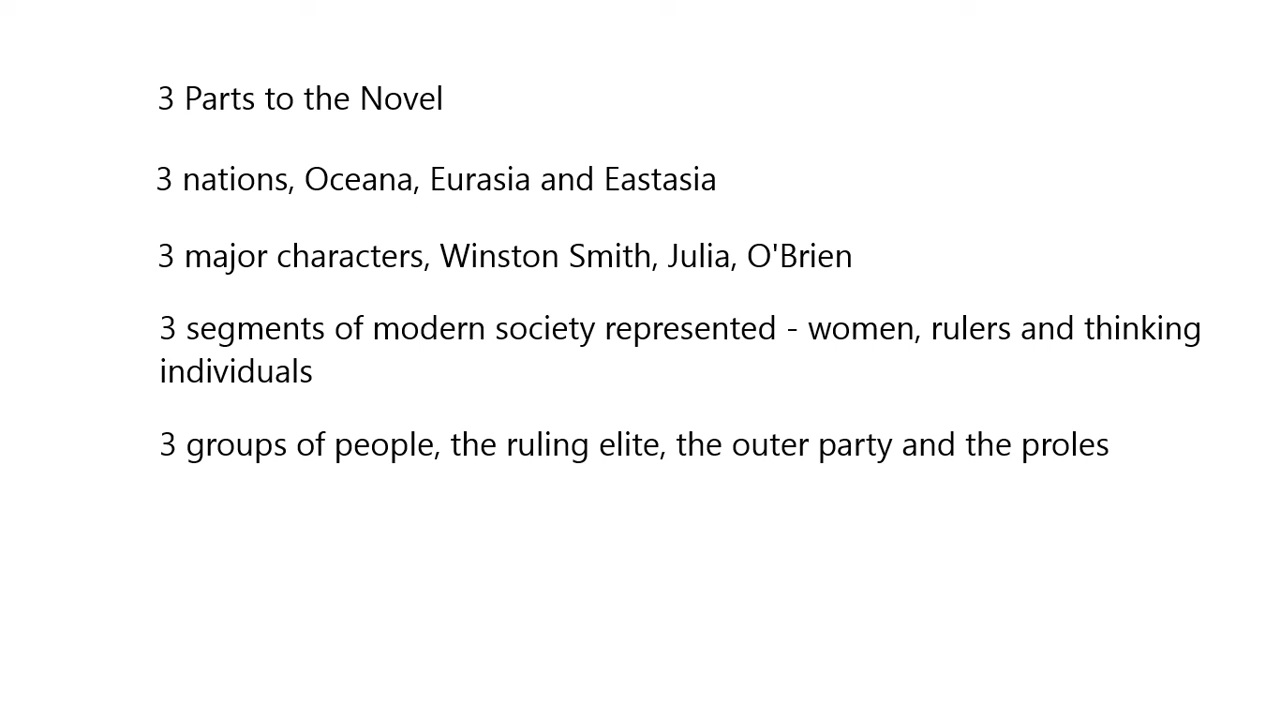 3 Parts to the Novel
3 nations, Oceana, Eurasia and Eastasia
3 major characters, Winston Smith, Julia, O'Brien
3 segments of modern society represented - women, rulers and thinking
individuals
3 groups of people, the ruling elite, the outer party and the proles